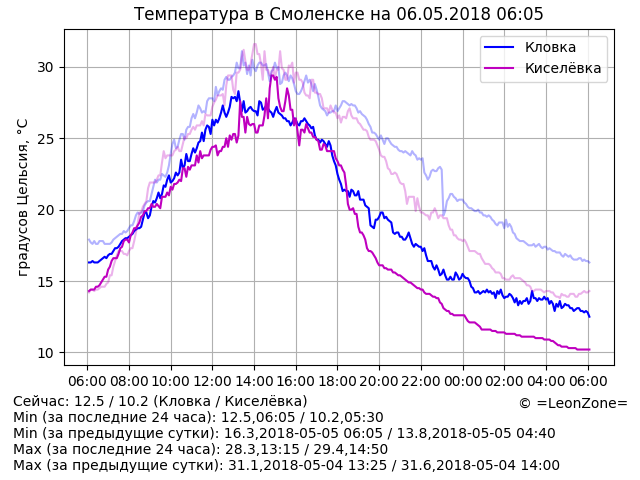 Температура в Смоленске на 06.05.2018 06:05
Кловка
Киселёвка
градусов Цельсия, °C
30
25
20
15
10
06:00 08:00 10:00 12:00 14:00 16:00 18:00 20:00 22:00 00:00 02:00 04:00 06:00
Сейчас: 12.5 / 10.2 (Кловка / Киселёвка)
© =LeonZone=
Min (за последние 24 часа): 12.5,06:05 / 10.2,05:30
Min (за предыдущие сутки): 16.3,2018-05-05 06:05 / 13.8,2018-05-05 04:40
Max (за последние 24 часа): 28.3,13:15 / 29.4,14:50
Max (за предыдущие сутки): 31.1,2018-05-04 13:25 / 31.6,2018-05-04 14:00